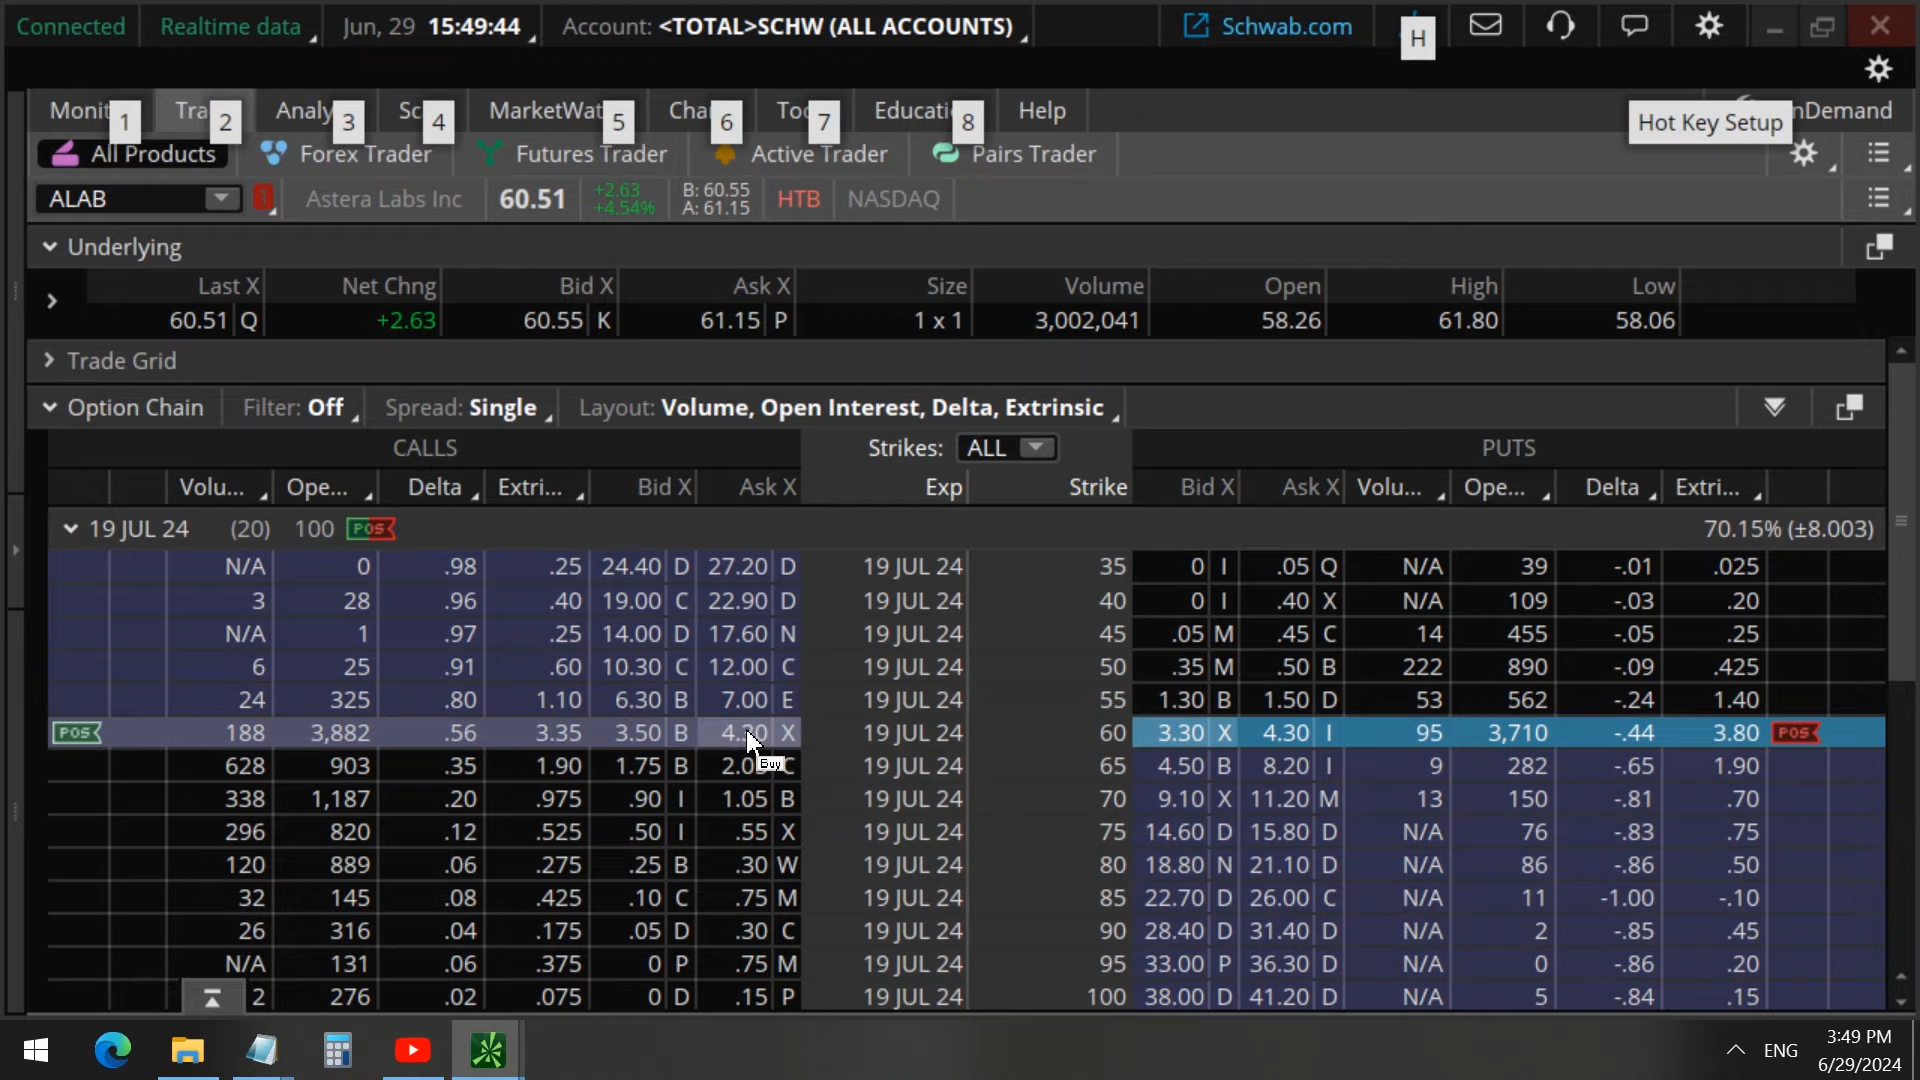 Connected Realtime data Jun, 29 15:49:44 Account: <TOTAL>SCHW (ALL ACCOUNTS) Schwab.com H
Monit 1 Tra 2 Analy 3 Sc 4 MarketWat 5 Cha 6 Too 7 Educati 8 Help Hot Key Setup nDemand
All Products Forex Trader Futures Trader Active Trader Pairs Trader
ALAB 1 Astera Labs Inc 60.51 +2.63 +4.54% B: 60.55 A: 61.15 HTB NASDAQ
Underlying
Last X Net Chng Bid X Ask X Size Volume Open High Low
60.51 Q +2.63 60.55 K 61.15 P 1 x 1 3,002,041 58.26 61.80 58.06
Trade Grid
Option Chain Filter: Off Spread: Single Layout: Volume, Open Interest, Delta, Extrinsic
CALLS Strikes: ALL PUTS
Volu... Ope... Delta Extri... Bid X Ask X Exp Strike Bid X Ask X Volu... Ope... Delta Extri...
19 JUL 24 (20) 100 POS 70.15% (±8.003)
N/A 0 .98 .25 24.40 D 27.20 D 19 JUL 24 35 0 I .05 Q N/A 39 -.01 .025
3 28 .96 .40 19.00 C 22.90 D 19 JUL 24 40 0 I .40 X N/A 109 -.03 .20
N/A 1 .97 .25 14.00 D 17.60 N 19 JUL 24 45 .05 M .45 C 14 455 -.05 .25
6 25 .91 .60 10.30 C 12.00 C 19 JUL 24 50 .35 M .50 B 222 890 -.09 .425
24 325 .80 1.10 6.30 B 7.00 E 19 JUL 24 55 1.30 B 1.50 D 53 562 -.24 1.40
POS 188 3,882 .56 3.35 3.50 B X 19 JUL 24 60 3.30 X 4.30 I 95 3,710 -.44 3.80 POS
Buy
628 903 .35 1.90 1.75 B 2.05 C 19 JUL 24 65 4.50 B 8.20 I 9 282 -.65 1.90
338 1,187 .20 .975 .90 I 1.05 B 19 JUL 24 70 9.10 X 11.20 M 13 150 -.81 .70
296 820 .12 .525 .50 I .55 X 19 JUL 24 75 14.60 D 15.80 D N/A 76 -.83 .75
120 889 .06 .275 .25 B .30 W 19 JUL 24 80 18.80 N 21.10 D N/A 86 -.86 .50
32 145 .08 .425 .10 C .75 M 19 JUL 24 85 22.70 D 26.00 C N/A 11 -1.00 -.10
26 316 .04 .175 .05 D .30 C 19 JUL 24 90 28.40 D 31.40 D N/A 2 -.85 .45
N/A 131 .06 .375 0 P .75 M 19 JUL 24 95 33.00 P 36.30 D N/A 0 -.86 .20
2 276 .02 .075 0 D .15 P 19 JUL 24 100 38.00 D 41.20 D N/A 5 -.84 .15
ENG 3:49 PM
6/29/2024